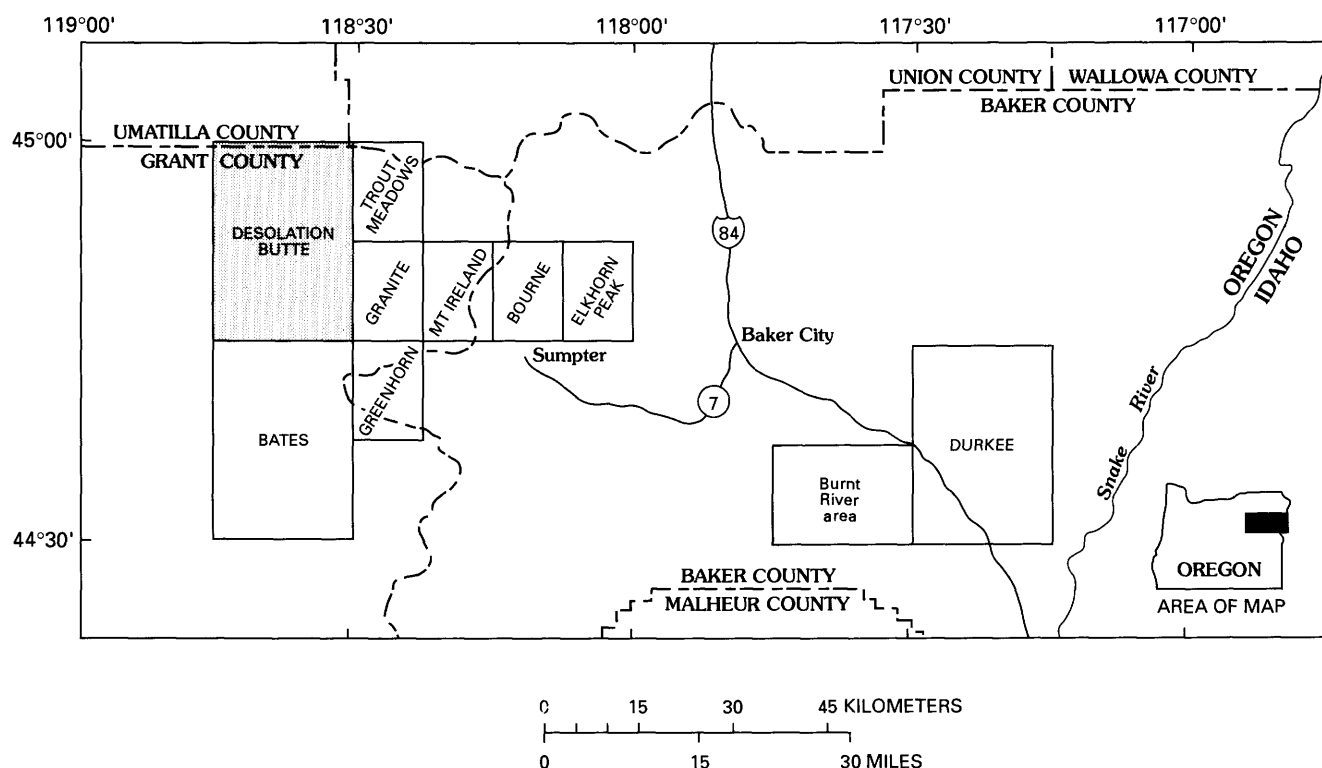 119°00'
118°30'
118°00'
117°30'
117°00'
UNION COUNTY
WALLOWA COUNTY
BAKER COUNTY
45°00'
UMATILLA COUNTY
GRANT COUNTY
TROUT
MEADOWS
DESOLATION
BUTTE
84
OREGON
IDAHO
GRANITE
MT IRELAND
BOURNE
ELKHORN
PEAK
Baker City
Sumpter
GREENHORN
7
BATES
DURKEE
Burnt
River
area
Snake River
44°30'
BAKER COUNTY
MALHEUR COUNTY
OREGON
AREA OF MAP
0 15 30 45 KILOMETERS
0 15 30 MILES